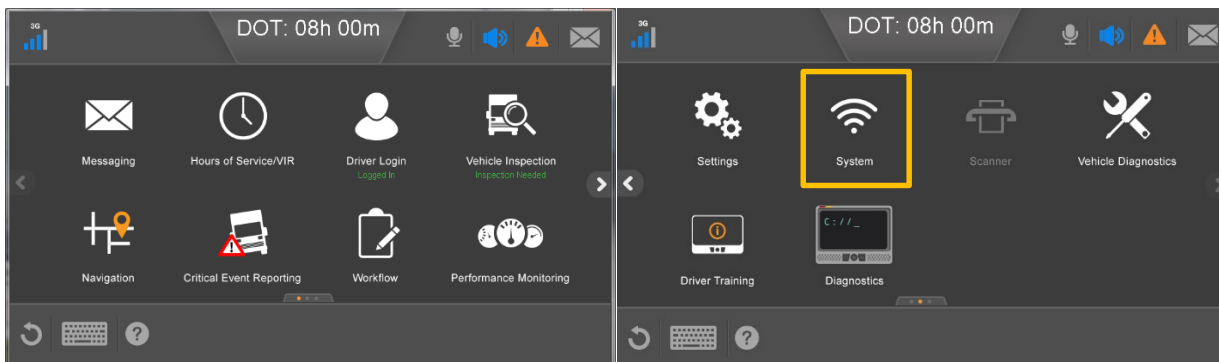 3G
DOT: 08h 00m
Messaging
Hours of Service/VIR
Driver Login
Logged In
Vehicle Inspection
Inspection Needed
Navigation
Critical Event Reporting
Workflow
Performance Monitoring
3G
DOT: 08h 00m
Settings
System
Scanner
Vehicle Diagnostics
Driver Training
C://_
Diagnostics